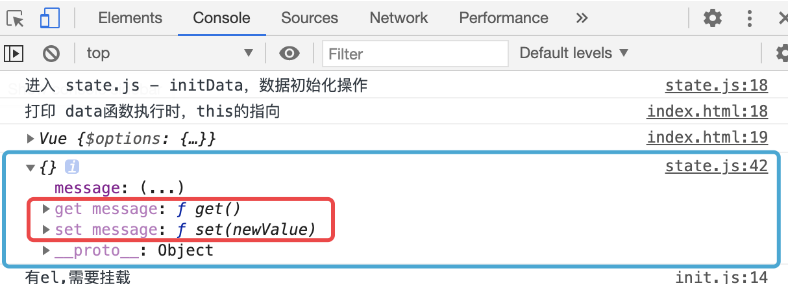 Elements Console Sources Network Performance »
top Filter Default levels
进入 state.js - initData，数据初始化操作 state.js:18
打印 data函数执行时，this的指向 index.html:18
Vue {$options: {…}} index.html:19
{} i state.js:42
message: (...)
get message: ƒ get()
set message: ƒ set(newValue)
__proto__: Object
有el,需要挂载 init.js:14